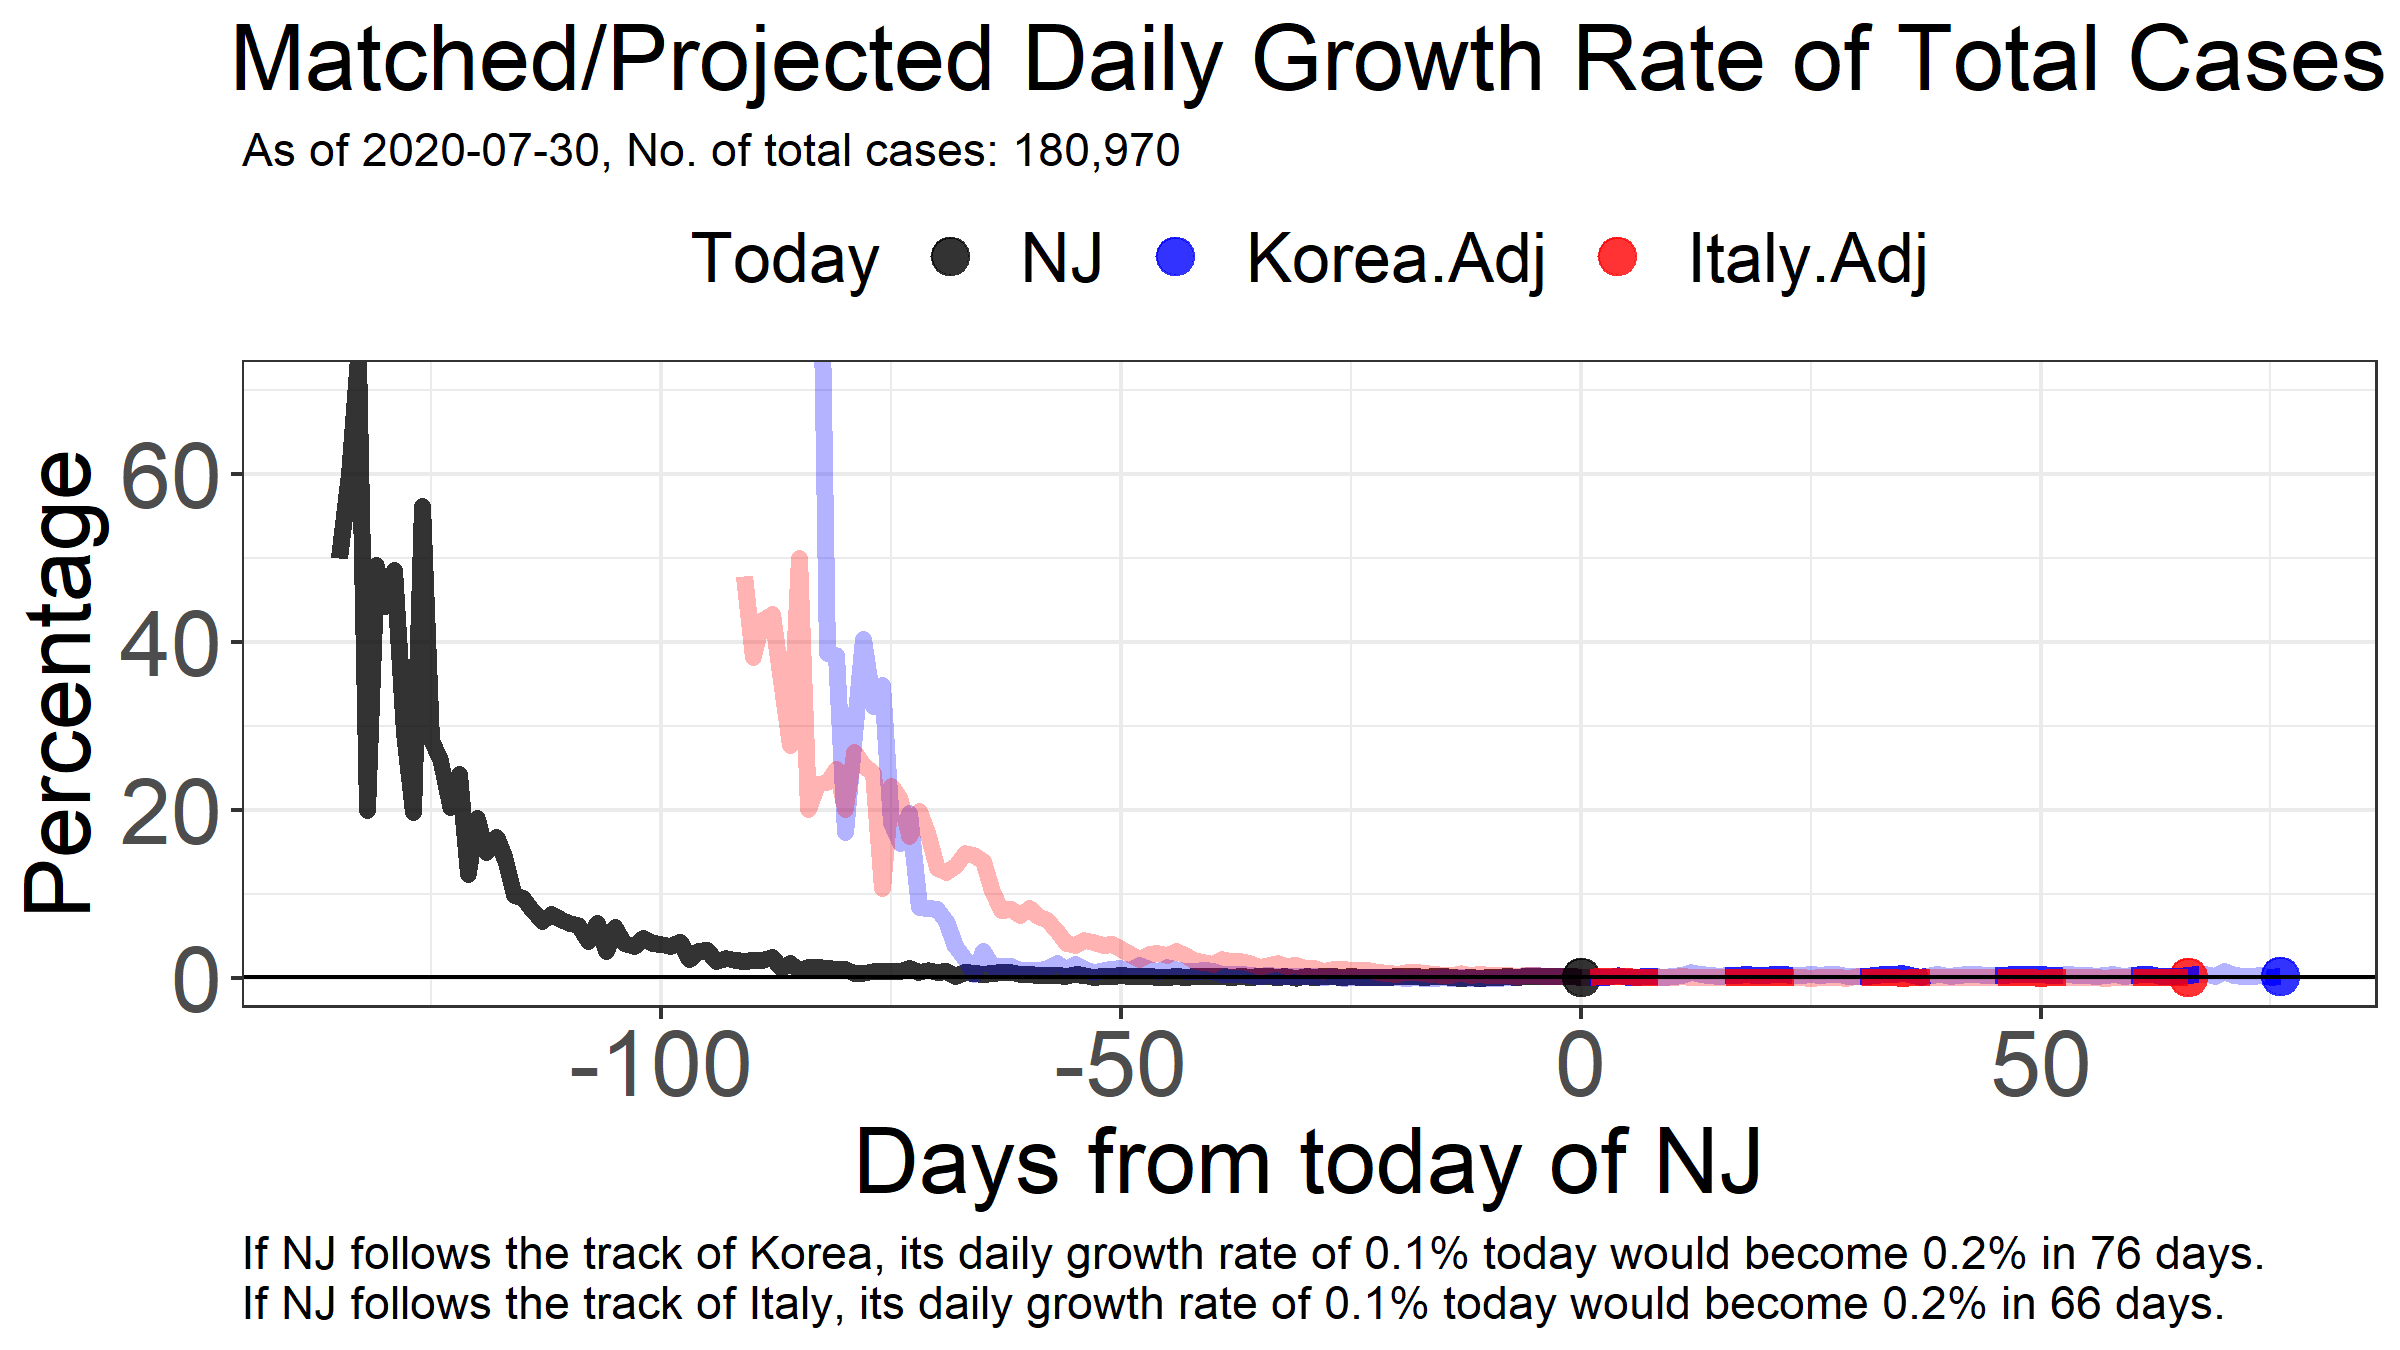 Matched/Projected Daily Growth Rate of Total Cases
As of 2020-07-30, No. of total cases: 180,970
Today NJ Korea.Adj Italy.Adj
Percentage
60
40
20
0
-100 -50 0 50
Days from today of NJ
If NJ follows the track of Korea, its daily growth rate of 0.1% today would become 0.2% in 76 days.
If NJ follows the track of Italy, its daily growth rate of 0.1% today would become 0.2% in 66 days.